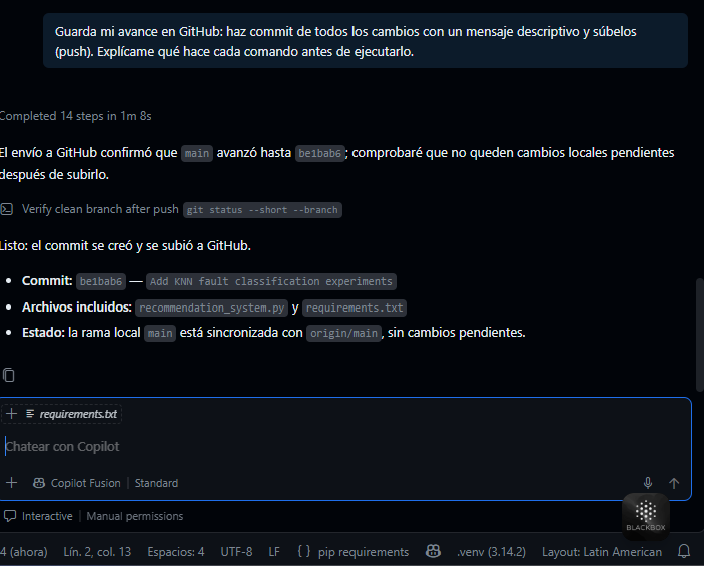 Guarda mi avance en GitHub: haz commit de todos los cambios con un mensaje descriptivo y súbelos
(push). Explícame qué hace cada comando antes de ejecutarlo.
Completed 14 steps in 1m 8s
El envío a GitHub confirmó que main avanzó hasta be1bab6; comprobaré que no queden cambios locales pendientes
después de subirlo.
Verify clean branch after push git status --short --branch
Listo: el commit se creó y se subió a GitHub.
• Commit: be1bab6 — Add KNN fault classification experiments
• Archivos incluidos: recommendation_system.py y requirements.txt
• Estado: la rama local main está sincronizada con origin/main, sin cambios pendientes.
+ requirements.txt
Chatear con Copilot
+ Copilot Fusion | Standard
BLACKBOX
Interactive | Manual permissions
4 (ahora) Lín. 2, col. 13 Espacios: 4 UTF-8 LF { } pip requirements .venv (3.14.2) Layout: Latin American